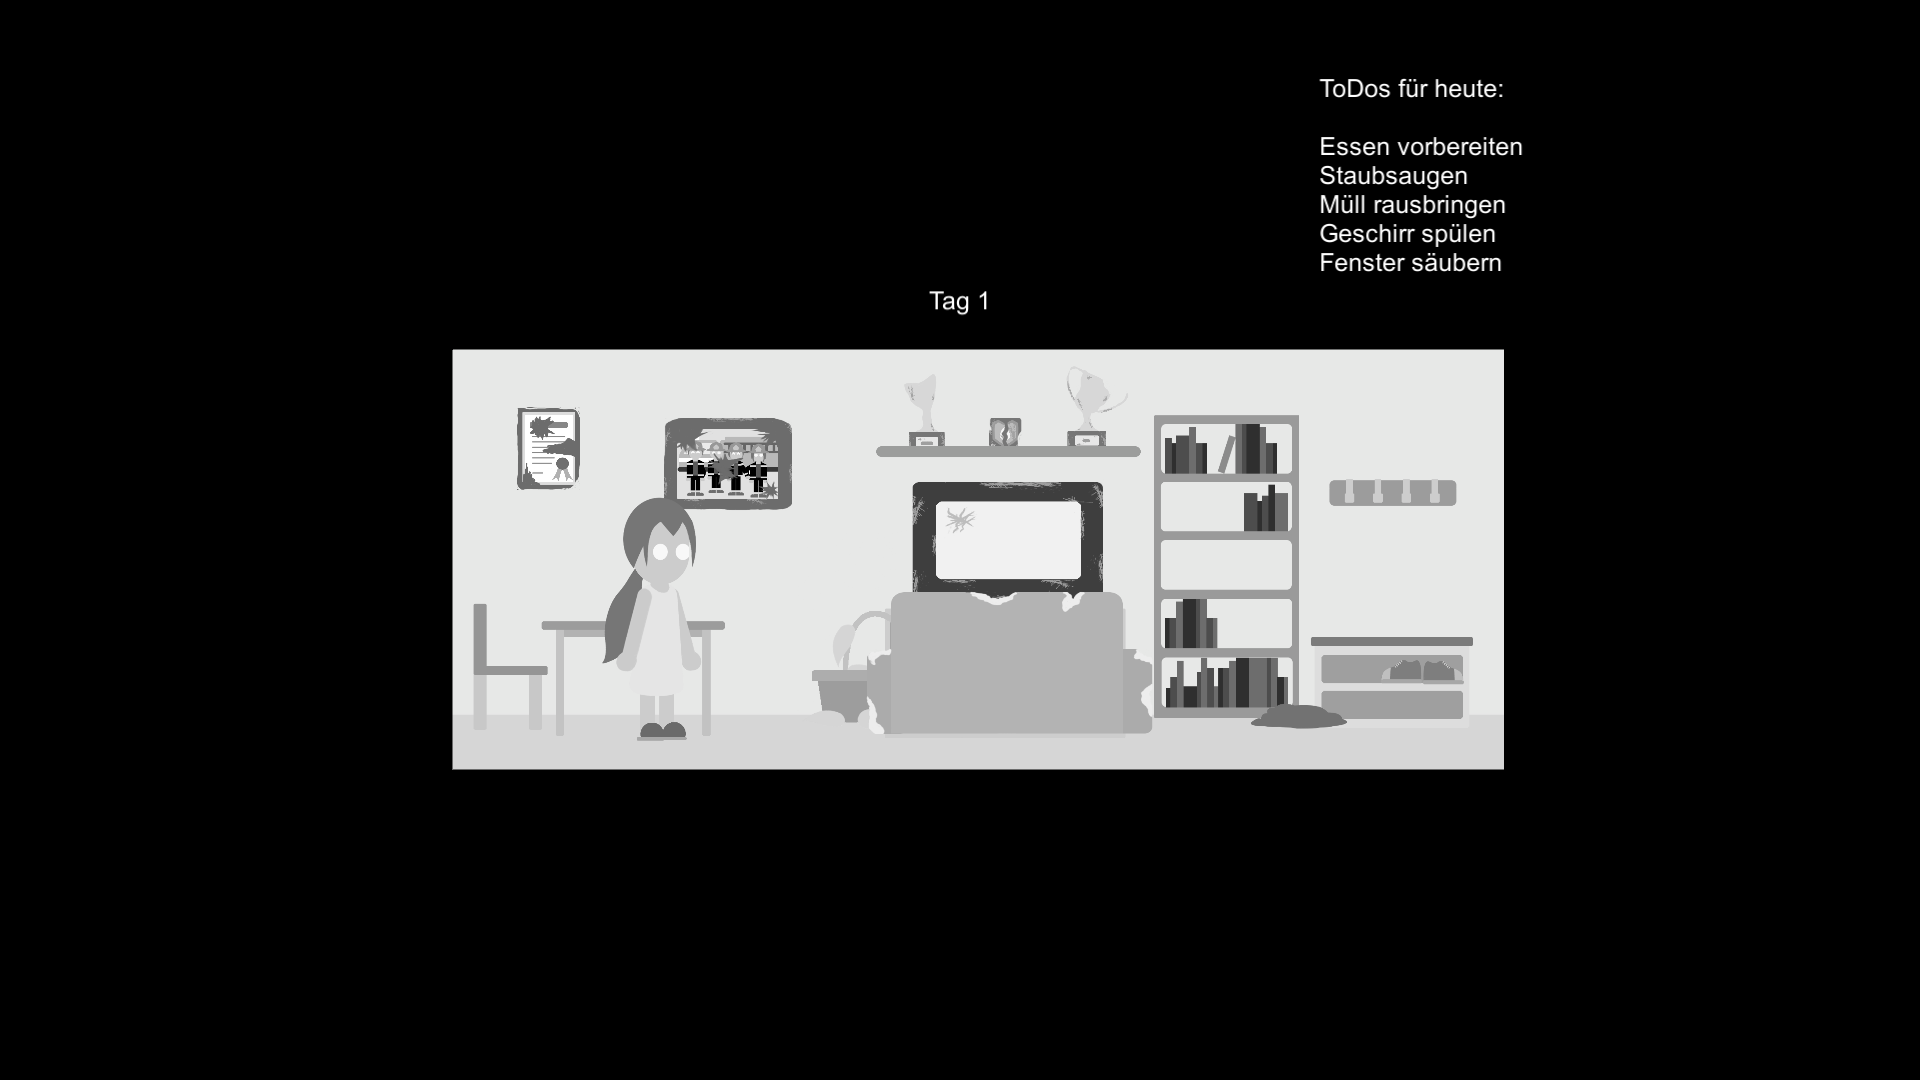 ToDos für heute:
Essen vorbereiten
Staubsaugen
Müll rausbringen
Geschirr spülen
Fenster säubern
Tag 1